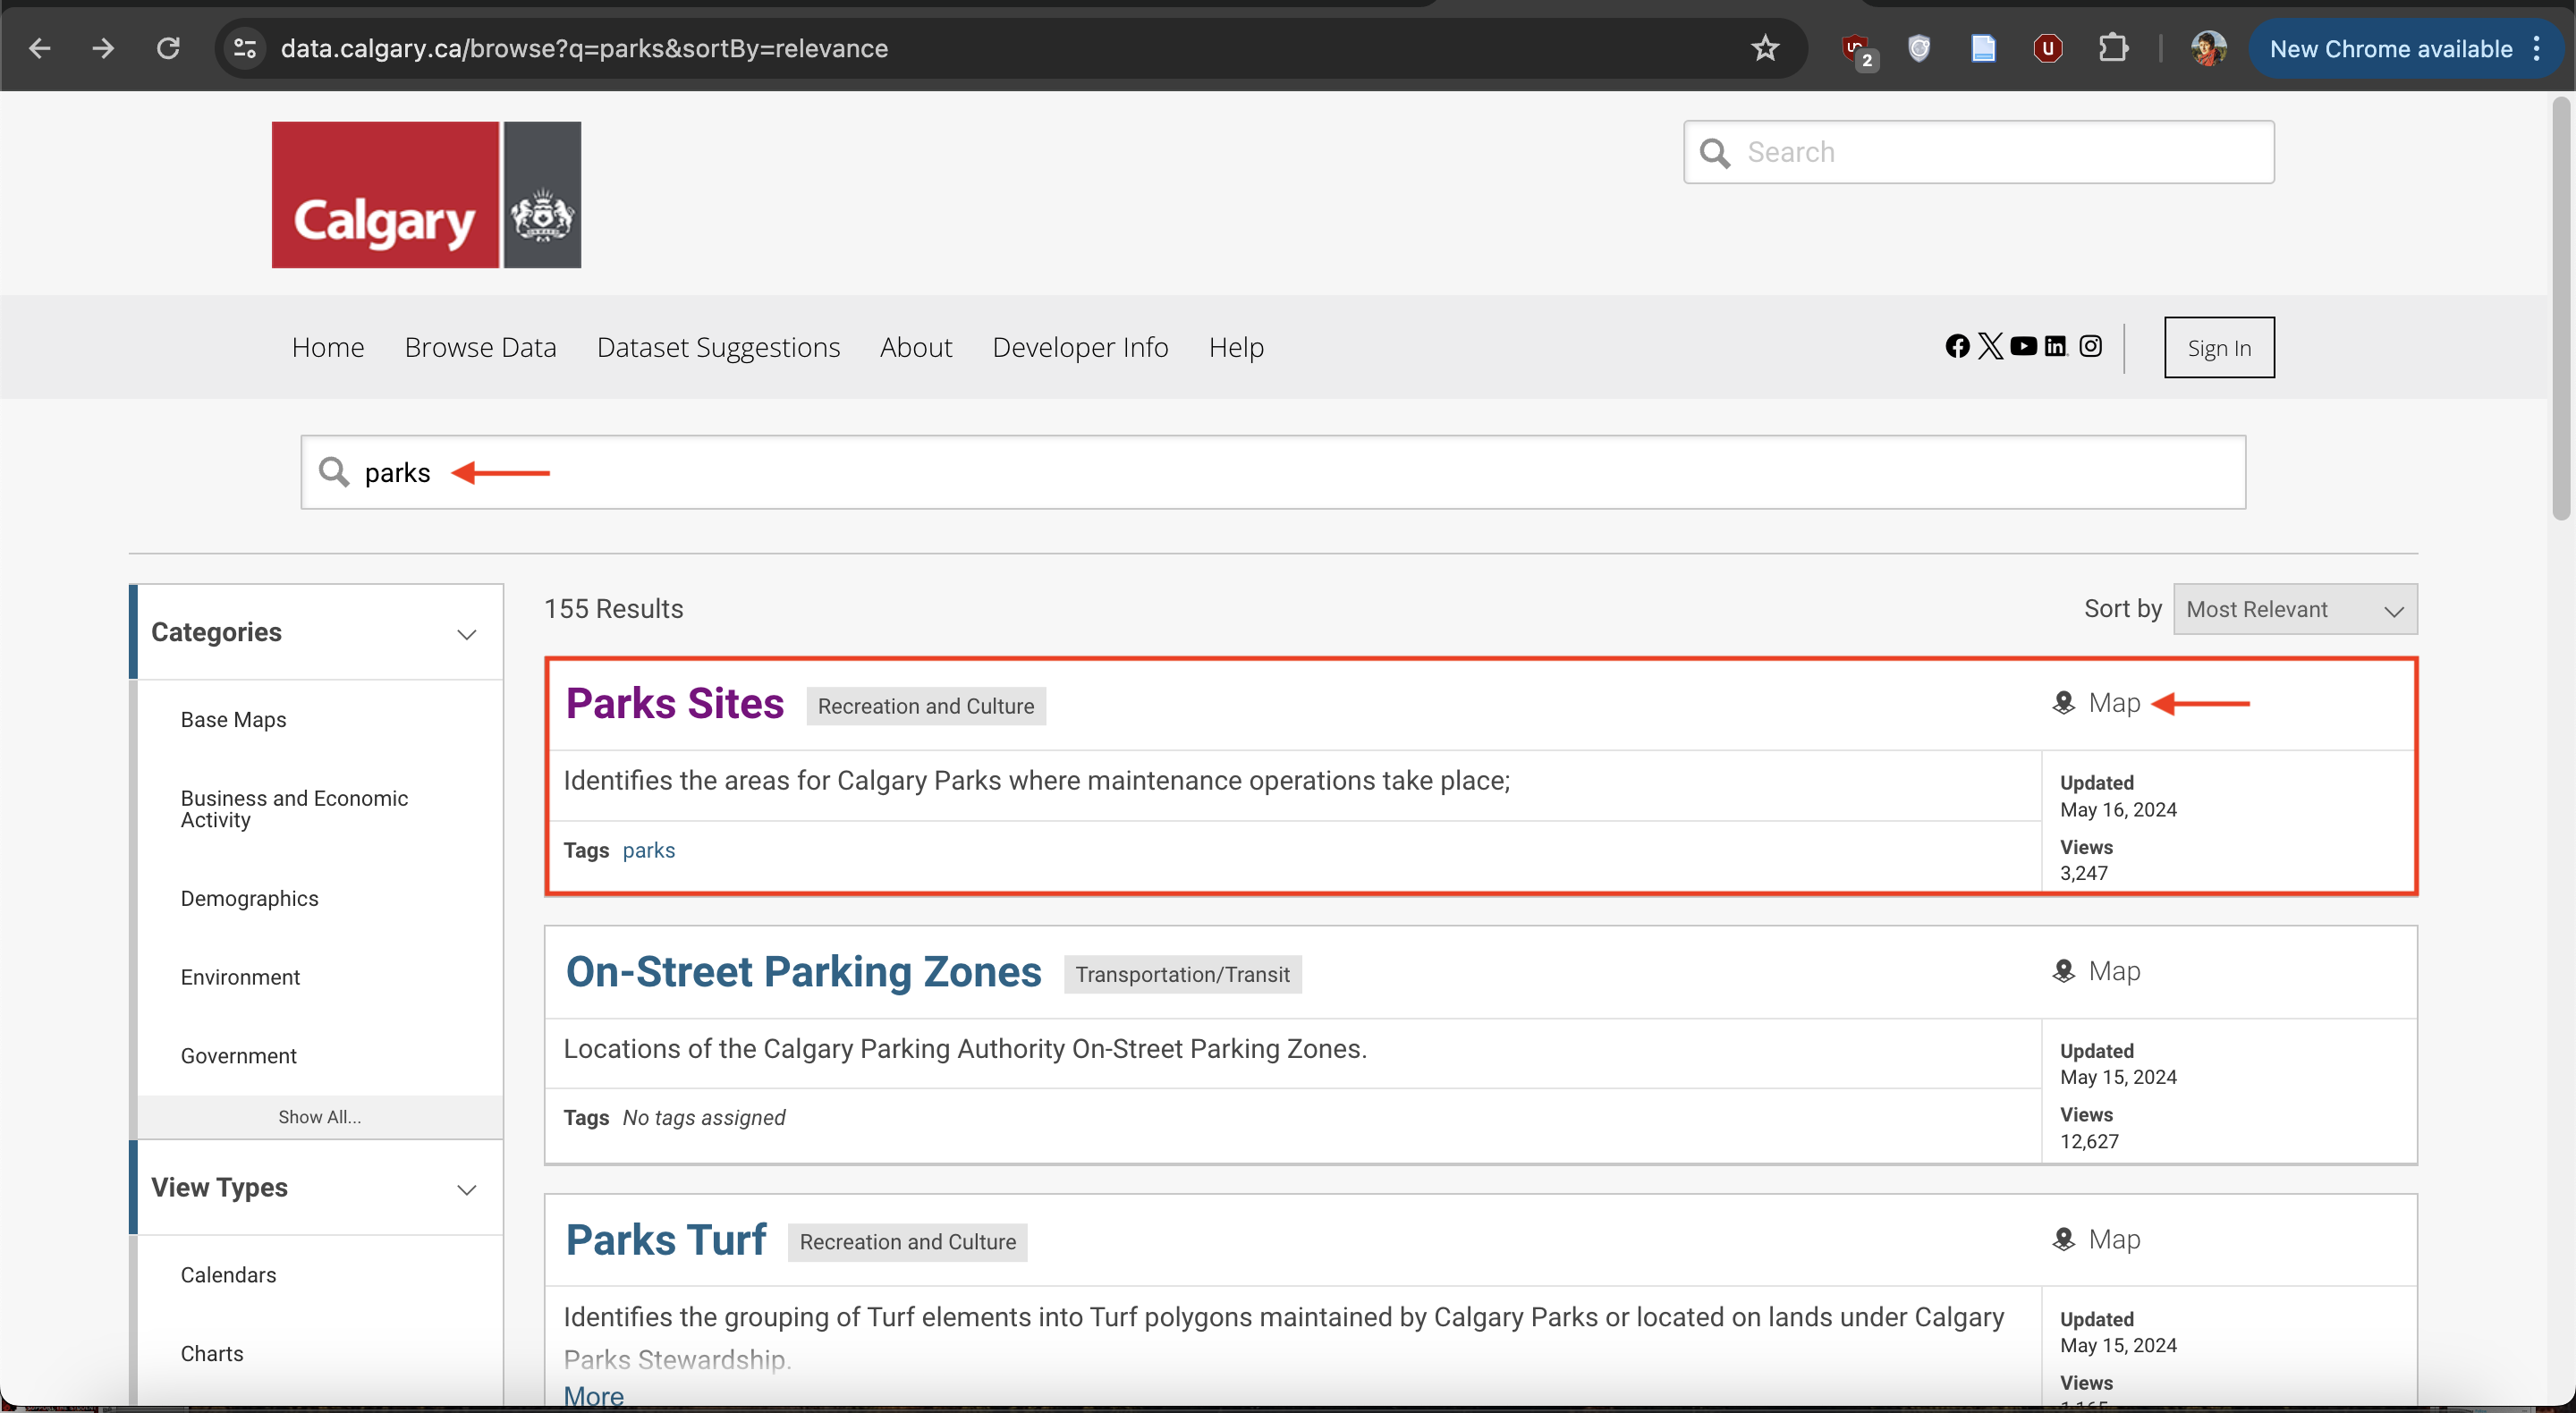 data.calgary.ca/browse?q=parks&sortBy=relevance
2
U
New Chrome available
Calgary
Search
Home Browse Data Dataset Suggestions About Developer Info Help
Sign In
parks
155 Results
Sort by Most Relevant
Categories
Base Maps
Business and Economic
Activity
Demographics
Environment
Government
Show All...
View Types
Calendars
Charts
Parks Sites Recreation and Culture Map
Identifies the areas for Calgary Parks where maintenance operations take place;
Updated
May 16, 2024
Tags parks
Views
3,247
On-Street Parking Zones Transportation/Transit Map
Locations of the Calgary Parking Authority On-Street Parking Zones.
Updated
May 15, 2024
Tags No tags assigned
Views
12,627
Parks Turf Recreation and Culture Map
Identifies the grouping of Turf elements into Turf polygons maintained by Calgary Parks or located on lands under Calgary
Parks Stewardship.
More
Updated
May 15, 2024
Views